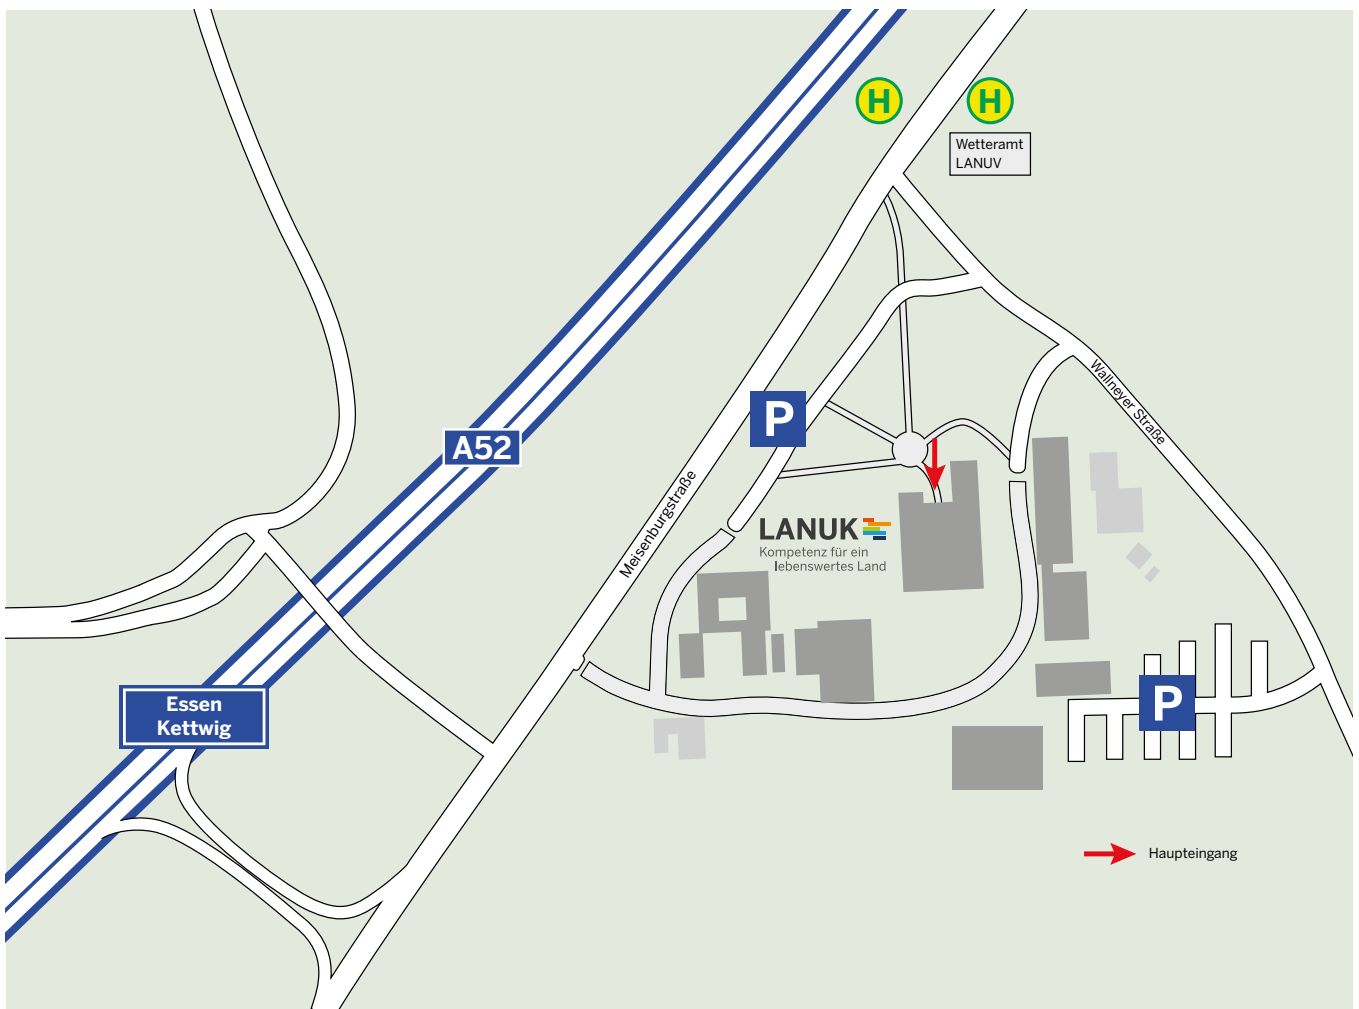 H
H
Wetteramt
LANUV
Wallneyer Straße
P
A52
Meisenburgstraße
LANUK
Kompetenz für ein
lebenswertes Land
Essen
Kettwig
P
Haupteingang